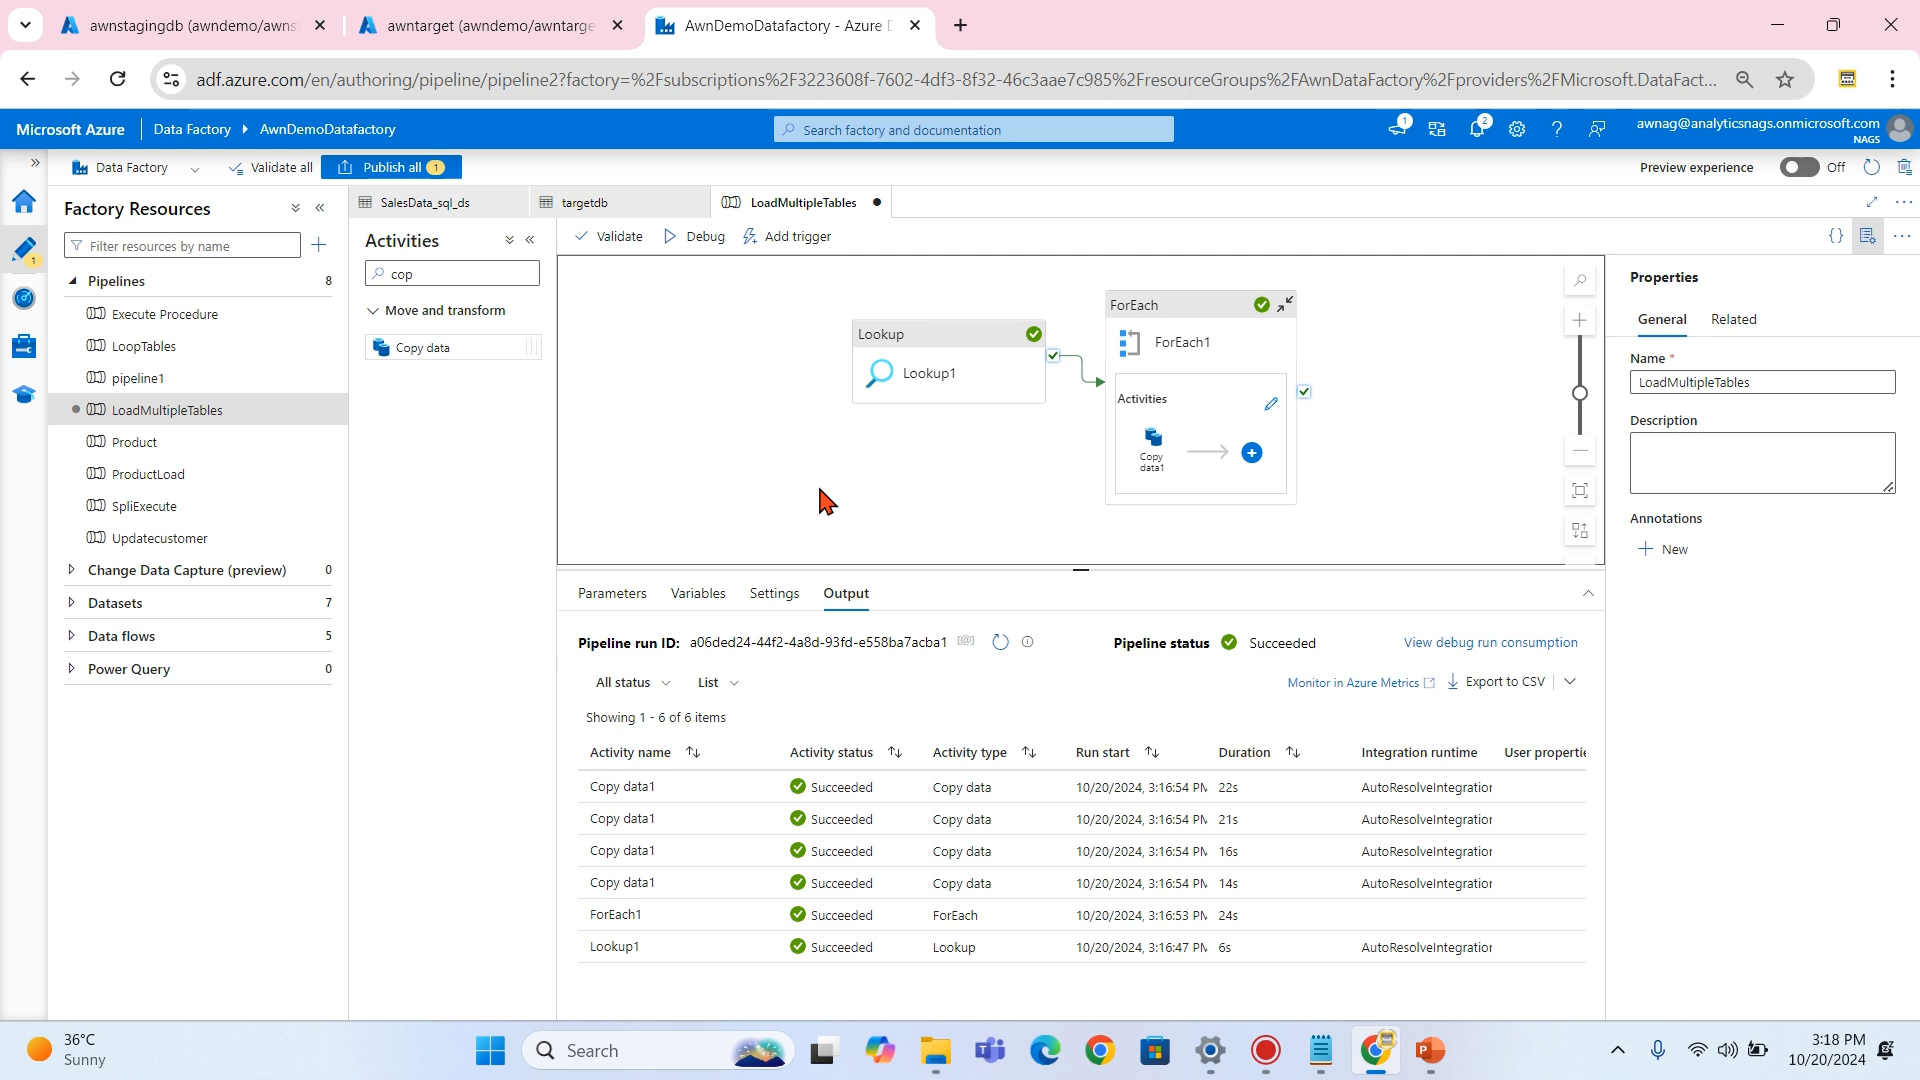 awnstagingdb (awndemo/awns
awntarget (awndemo/awntarge
AwnDemoDatafactory - Azure D
adf.azure.com/en/authoring/pipeline/pipeline2?factory=%2Fsubscriptions%2F3223608f-7602-4df3-8f32-46c3aae7c985%2FresourceGroups%2FAwnDataFactory%2Fproviders%2FMicrosoft.DataFact...
Microsoft Azure
Data Factory
AwnDemoDatafactory
Search factory and documentation
1
2
awnag@analyticsnags.onmicrosoft.com
NAGS
Data Factory
Validate all
Publish all 1
Preview experience
Off
Factory Resources
Filter resources by name
1
Pipelines 8
Execute Procedure
LoopTables
pipeline1
LoadMultipleTables
Product
ProductLoad
SpliExecute
Updatecustomer
Change Data Capture (preview) 0
Datasets 7
Data flows 5
Power Query 0
SalesData_sql_ds
targetdb
LoadMultipleTables
Activities
cop
Move and transform
Copy data
Validate
Debug
Add trigger
Lookup
Lookup1
ForEach
ForEach1
Activities
Copy
data1
Properties
General
Related
Name *
LoadMultipleTables
Description
Annotations
New
Parameters
Variables
Settings
Output
Pipeline run ID: a06ded24-44f2-4a8d-93fd-e558ba7acba1
Pipeline status Succeeded
View debug run consumption
All status
List
Monitor in Azure Metrics
Export to CSV
Showing 1 - 6 of 6 items
Activity name Activity status Activity type Run start Duration Integration runtime User propertie
Copy data1 Succeeded Copy data 10/20/2024, 3:16:54 PM 22s AutoResolveIntegration
Copy data1 Succeeded Copy data 10/20/2024, 3:16:54 PM 21s AutoResolveIntegration
Copy data1 Succeeded Copy data 10/20/2024, 3:16:54 PM 16s AutoResolveIntegration
Copy data1 Succeeded Copy data 10/20/2024, 3:16:54 PM 14s AutoResolveIntegration
ForEach1 Succeeded ForEach 10/20/2024, 3:16:53 PM 24s
Lookup1 Succeeded Lookup 10/20/2024, 3:16:47 PM 6s AutoResolveIntegration
36°C
Sunny
Search
3:18 PM
10/20/2024